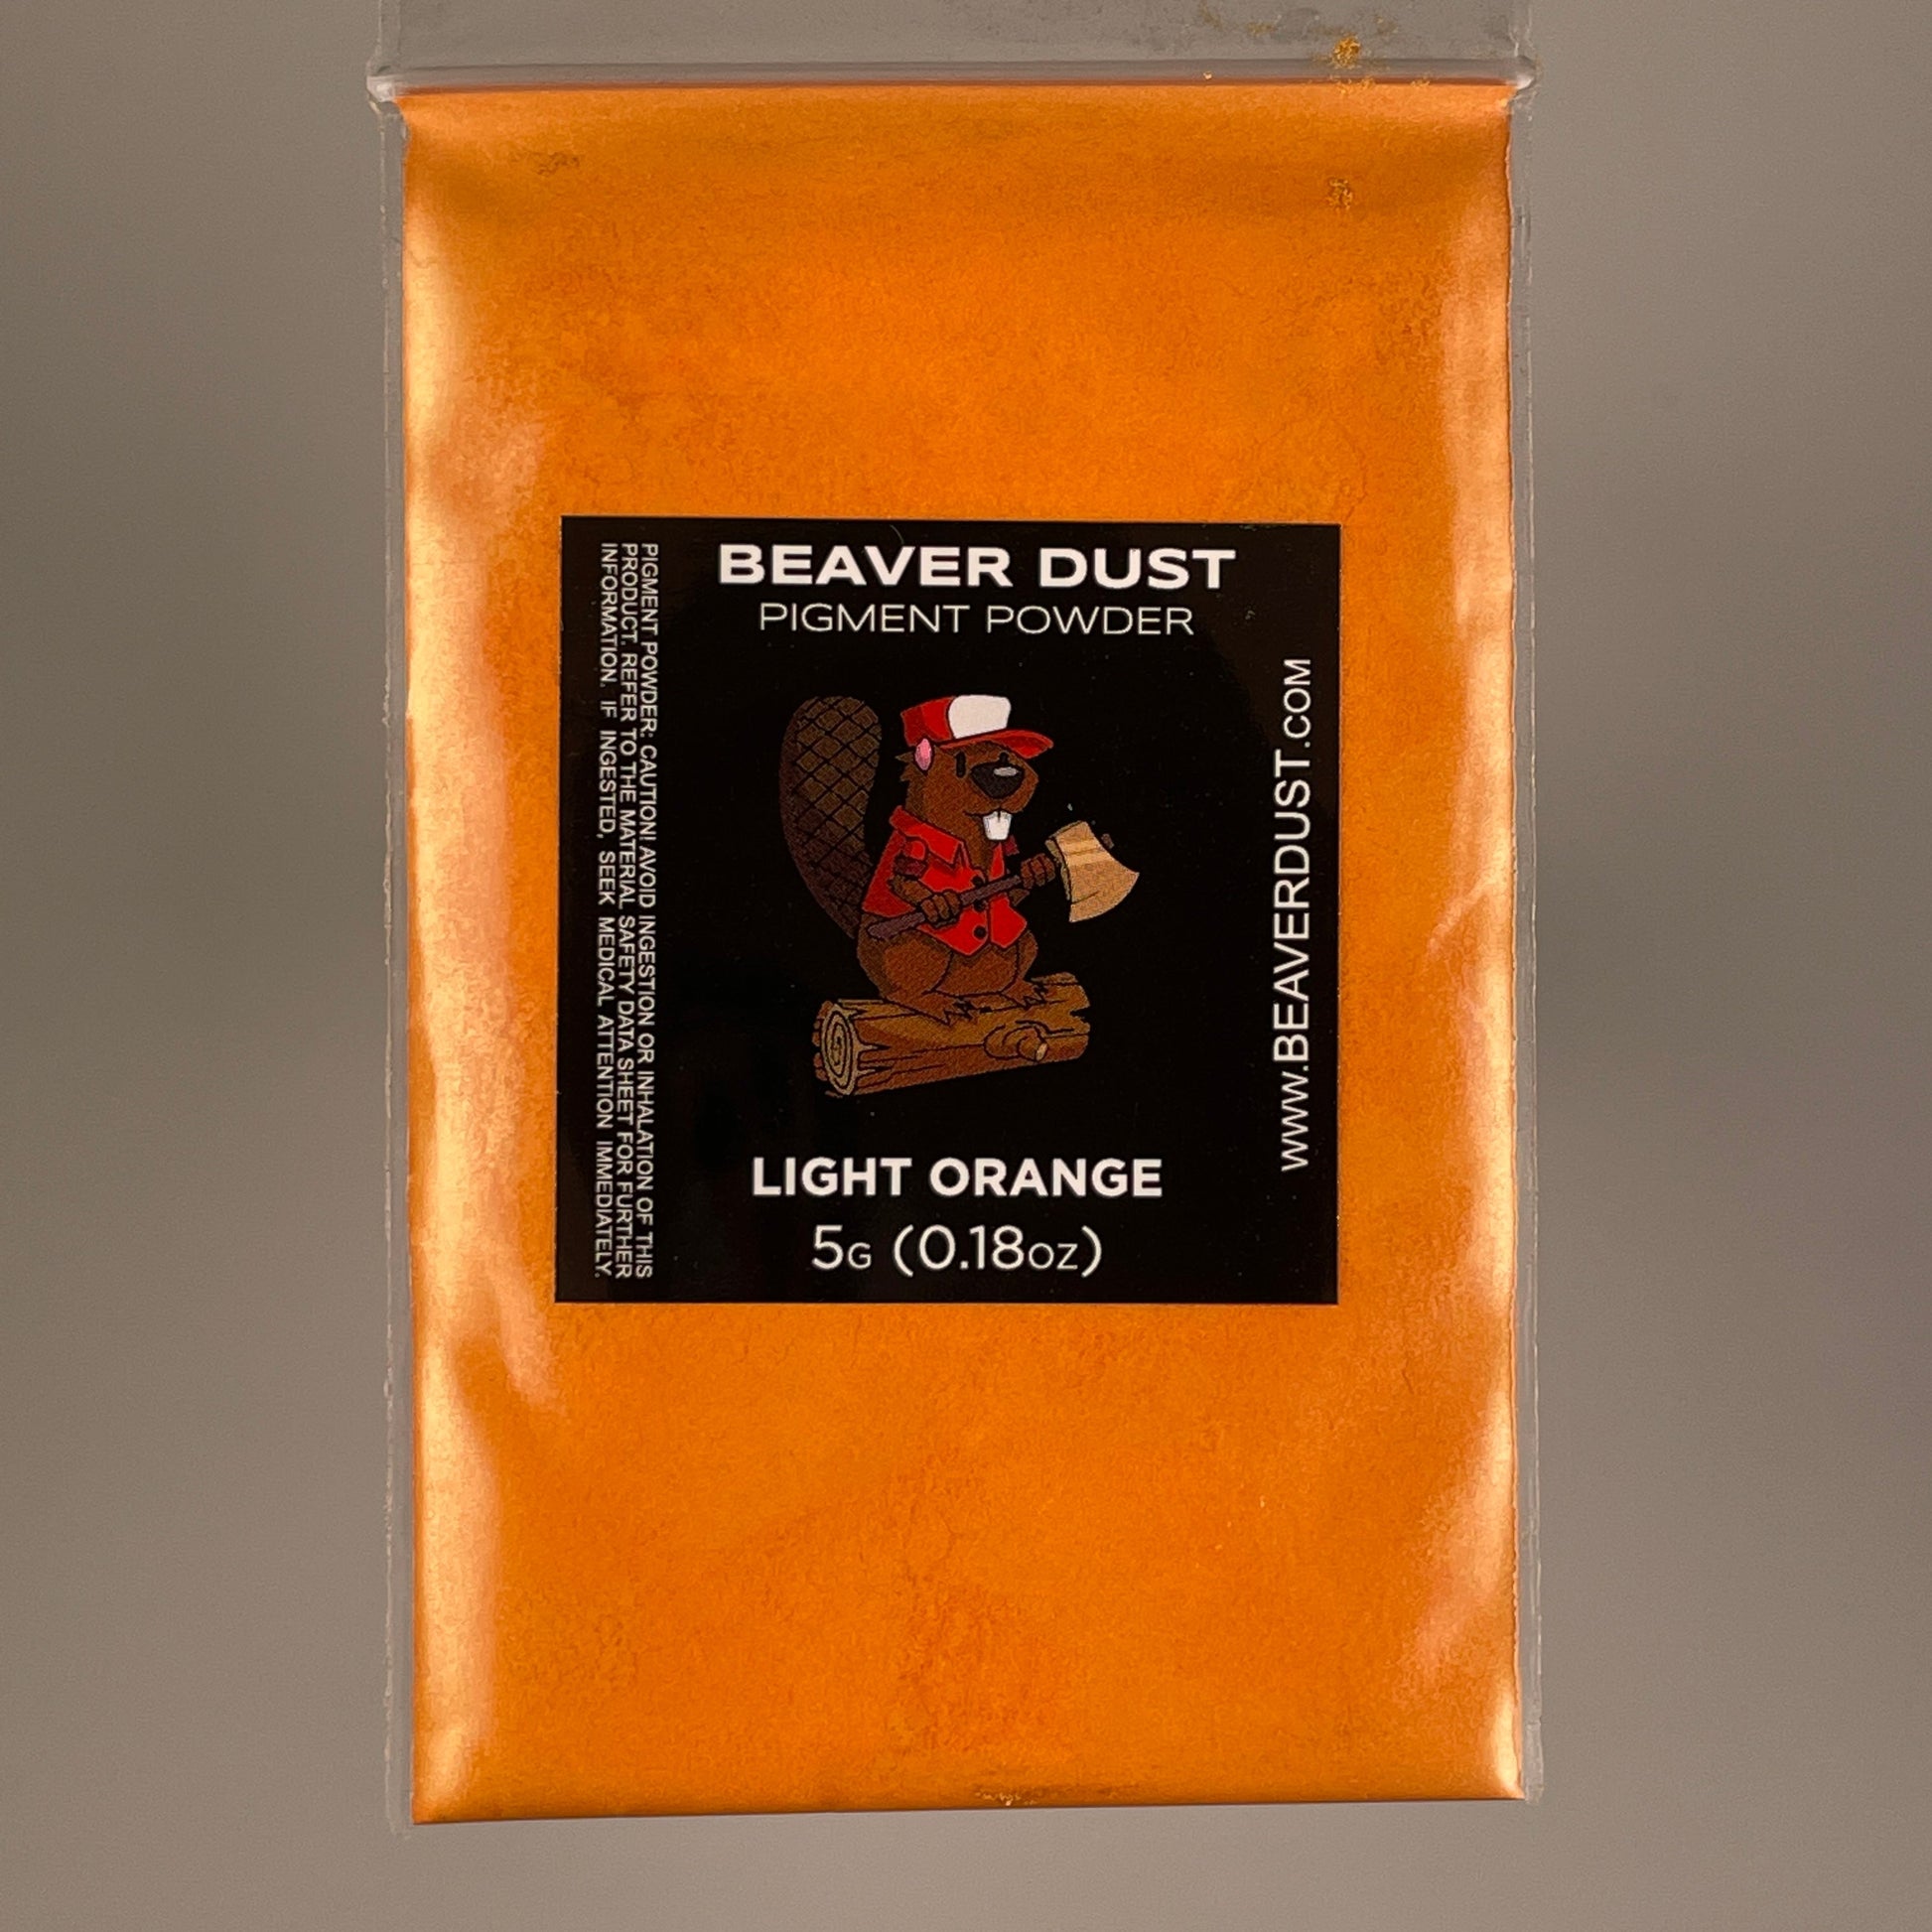 BEAVER DUST
PIGMENT POWDER
PIGMENT POWDER: CAUTION! AVOID INGESTION OR INHALATION OF THIS
PRODUCT. REFER TO THE MATERIAL SAFETY DATA SHEET FOR FURTHER
INFORMATION. IF INGESTED, SEEK MEDICAL ATTENTION IMMEDIATELY.
WWW.BEAVERDUST.COM
LIGHT ORANGE
5G (0.18OZ)